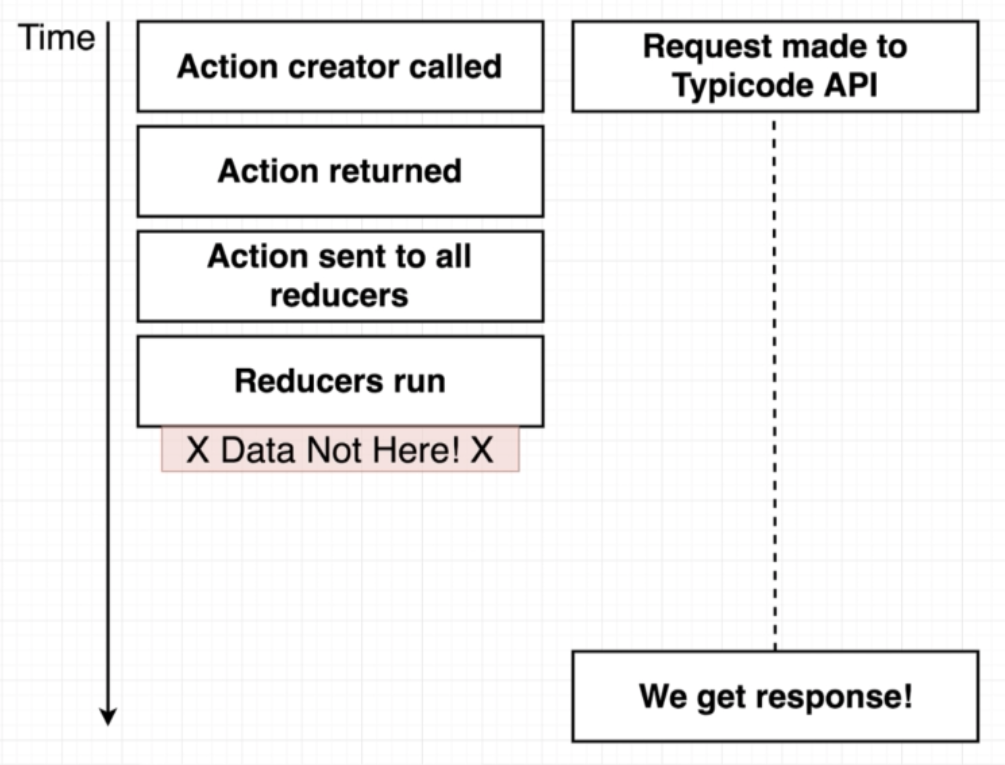 Time
Action creator called
Request made to
Typicode API
Action returned
Action sent to all
reducers
Reducers run
X Data Not Here! X
We get response!